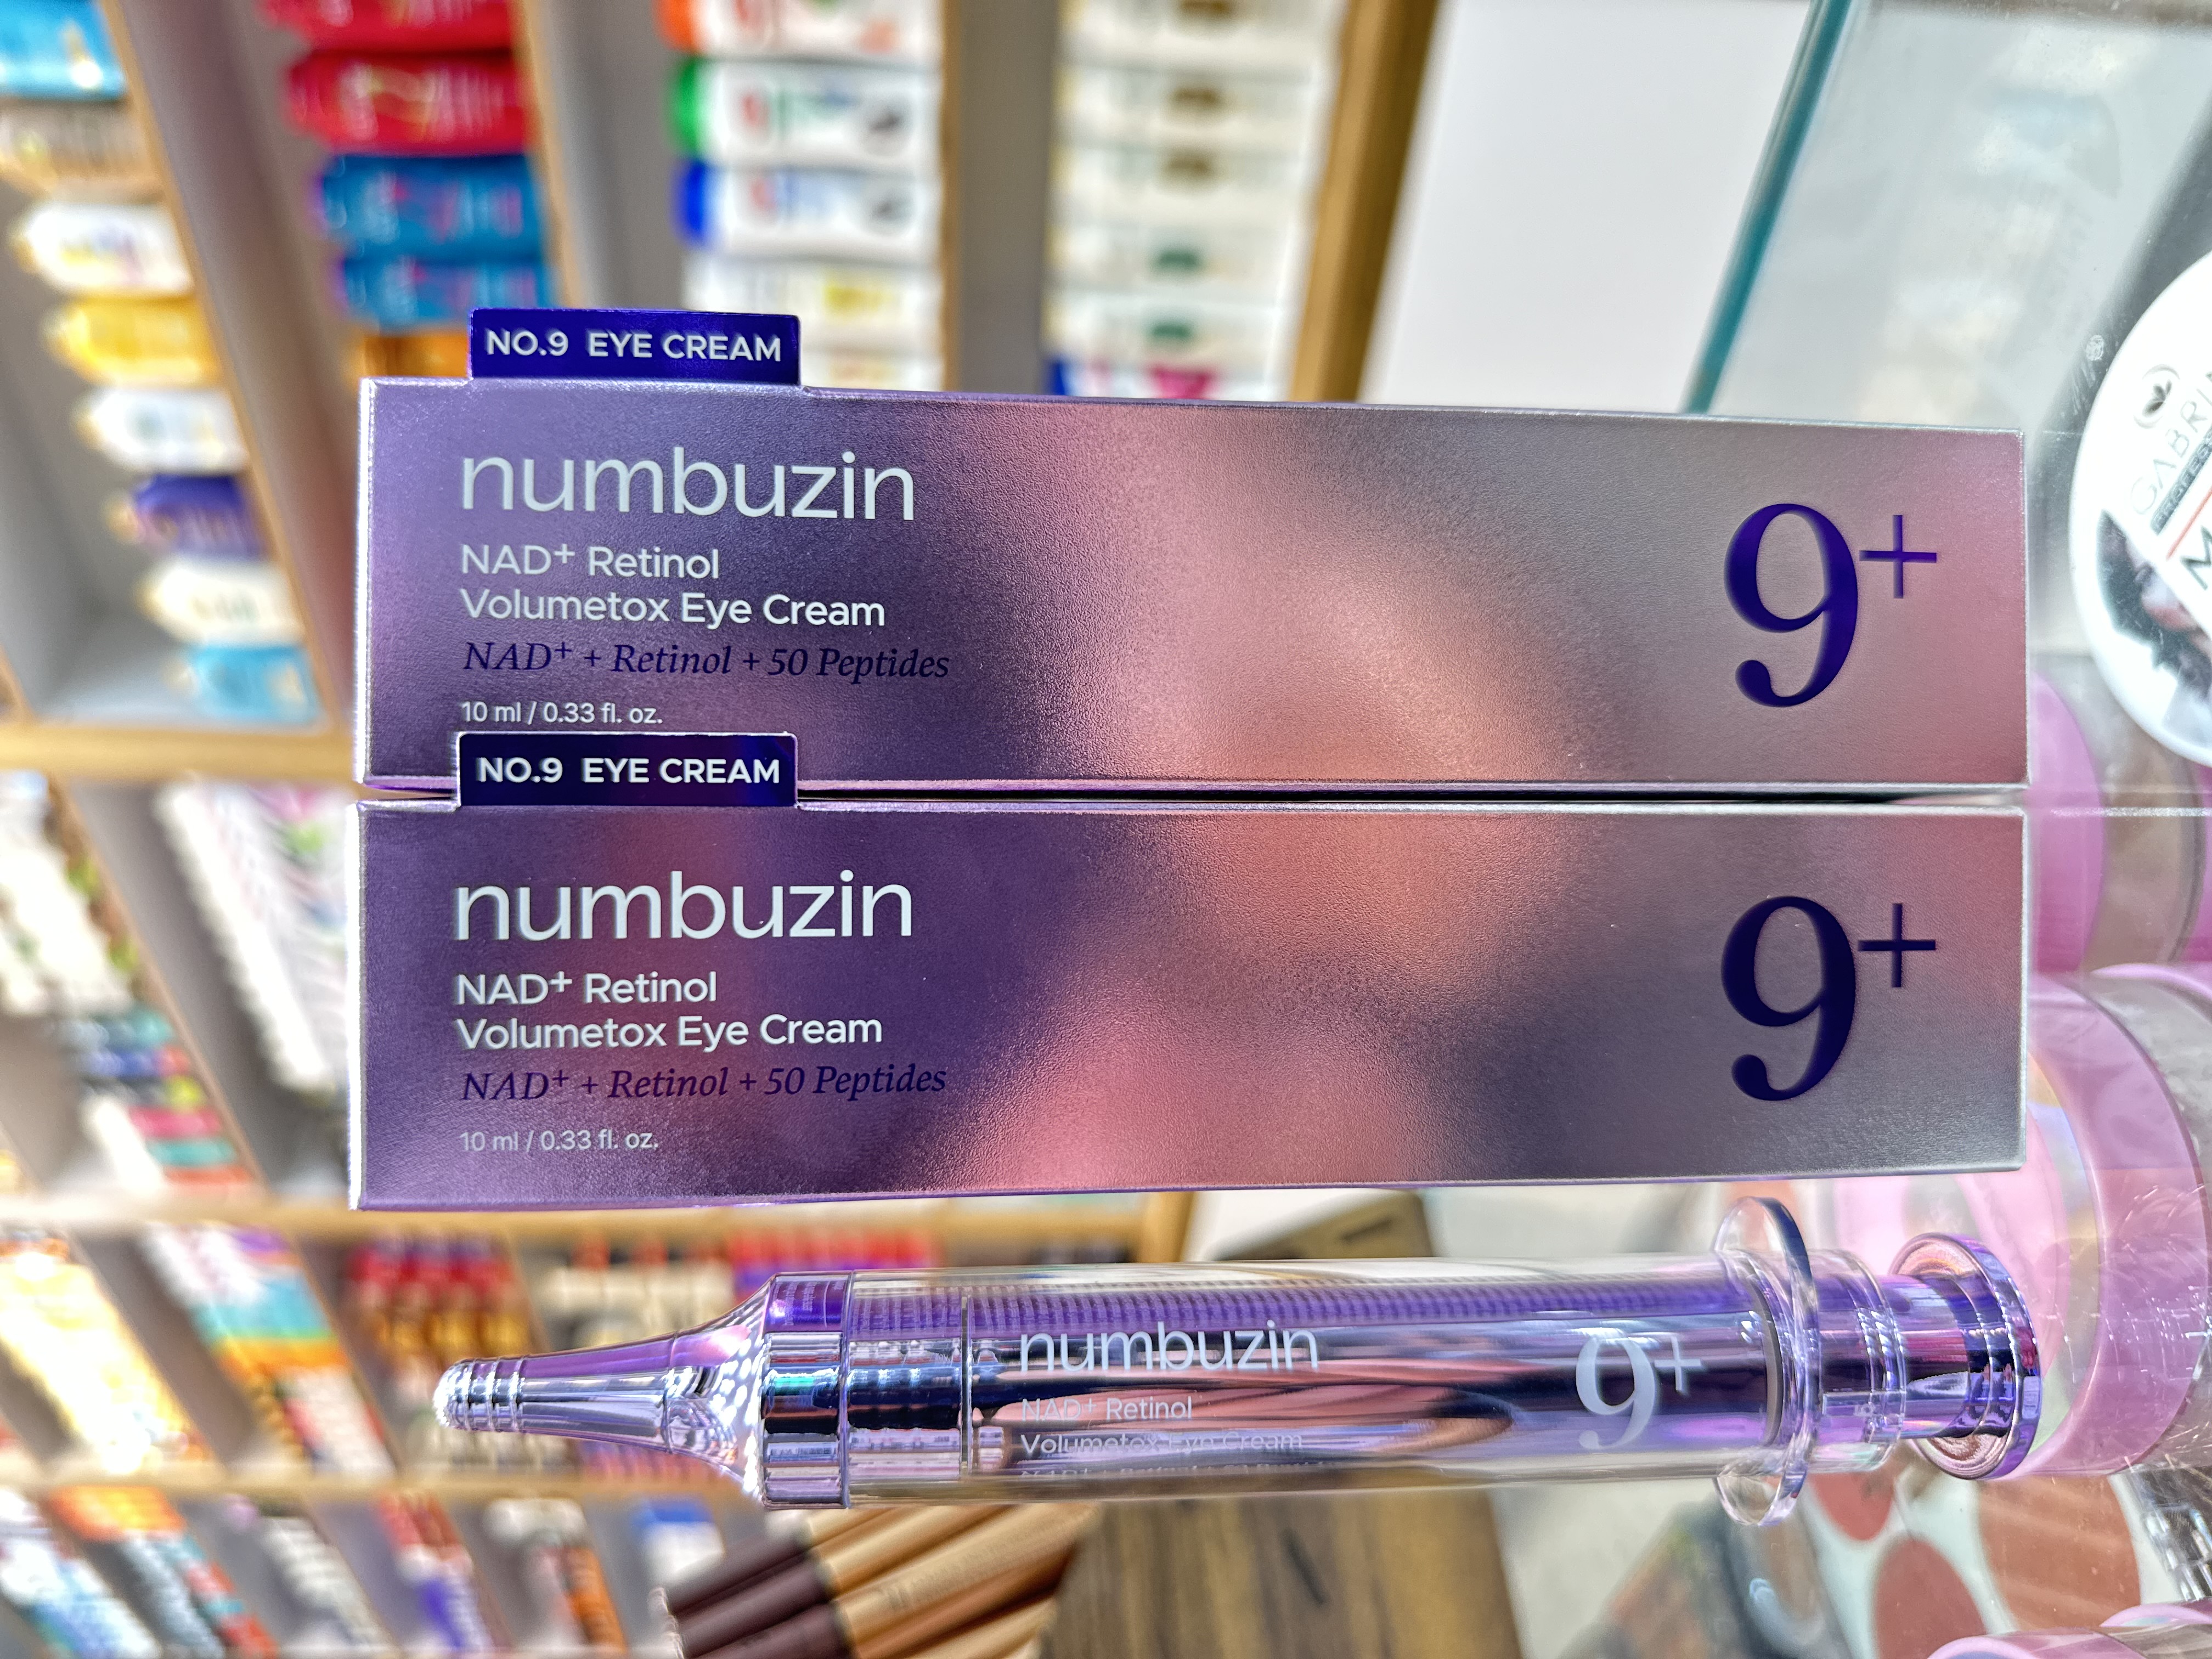 NO.9 EYE CREAM
numbuzin
NAD+ Retinol
Volumetox Eye Cream
NAD+ + Retinol + 50 Peptides
10 ml / 0.33 fl. oz.
9+
NO.9 EYE CREAM
numbuzin
NAD+ Retinol
Volumetox Eye Cream
NAD+ + Retinol + 50 Peptides
10 ml / 0.33 fl. oz.
9+
numbuzin
NAD+ Retinol
Volumetox Eye Cream
9+